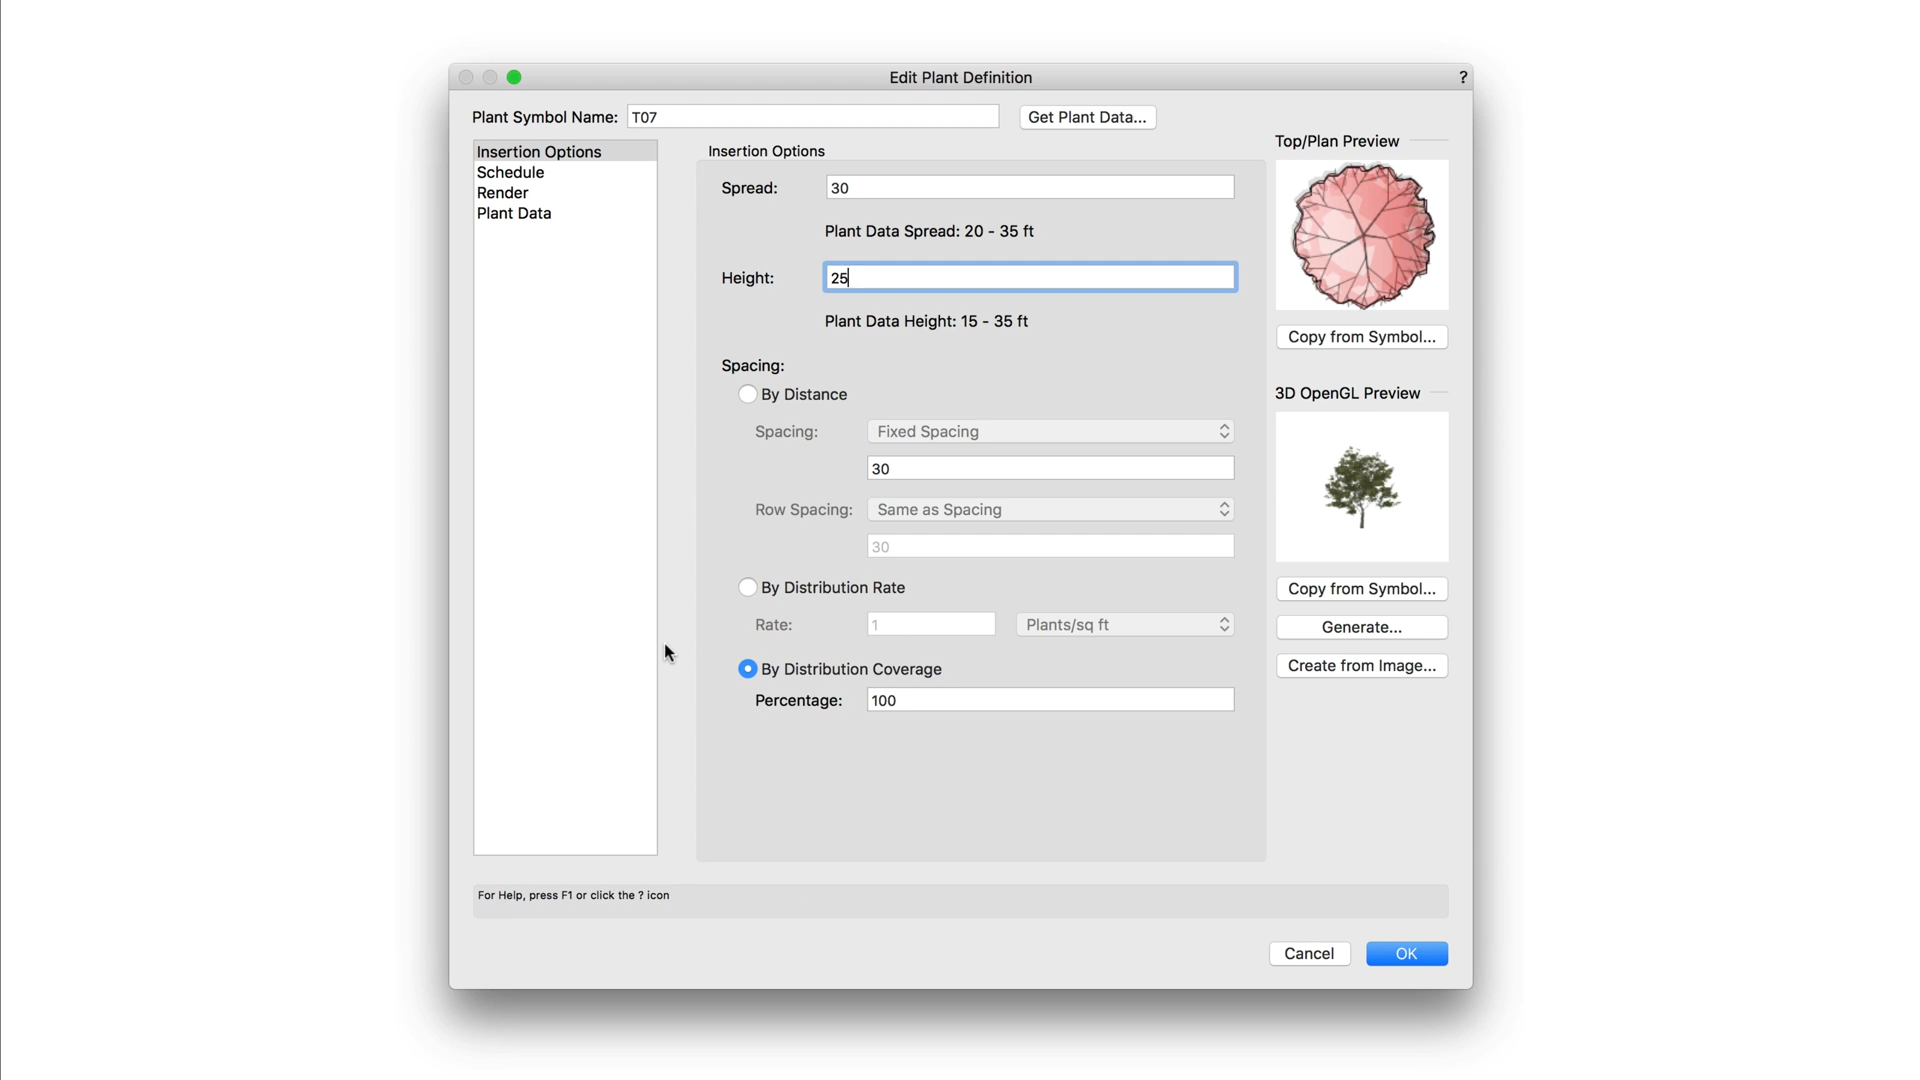 Edit Plant Definition
?
Plant Symbol Name: T07
Get Plant Data...
Insertion Options
Schedule
Render
Plant Data
Insertion Options
Spread: 30
Plant Data Spread: 20 - 35 ft
Height: 25
Plant Data Height: 15 - 35 ft
Spacing:
By Distance
Spacing: Fixed Spacing
30
Row Spacing: Same as Spacing
30
By Distribution Rate
Rate: 1 Plants/sq ft
By Distribution Coverage
Percentage: 100
Top/Plan Preview
Copy from Symbol...
3D OpenGL Preview
Copy from Symbol...
Generate...
Create from Image...
For Help, press F1 or click the ? icon
Cancel
OK